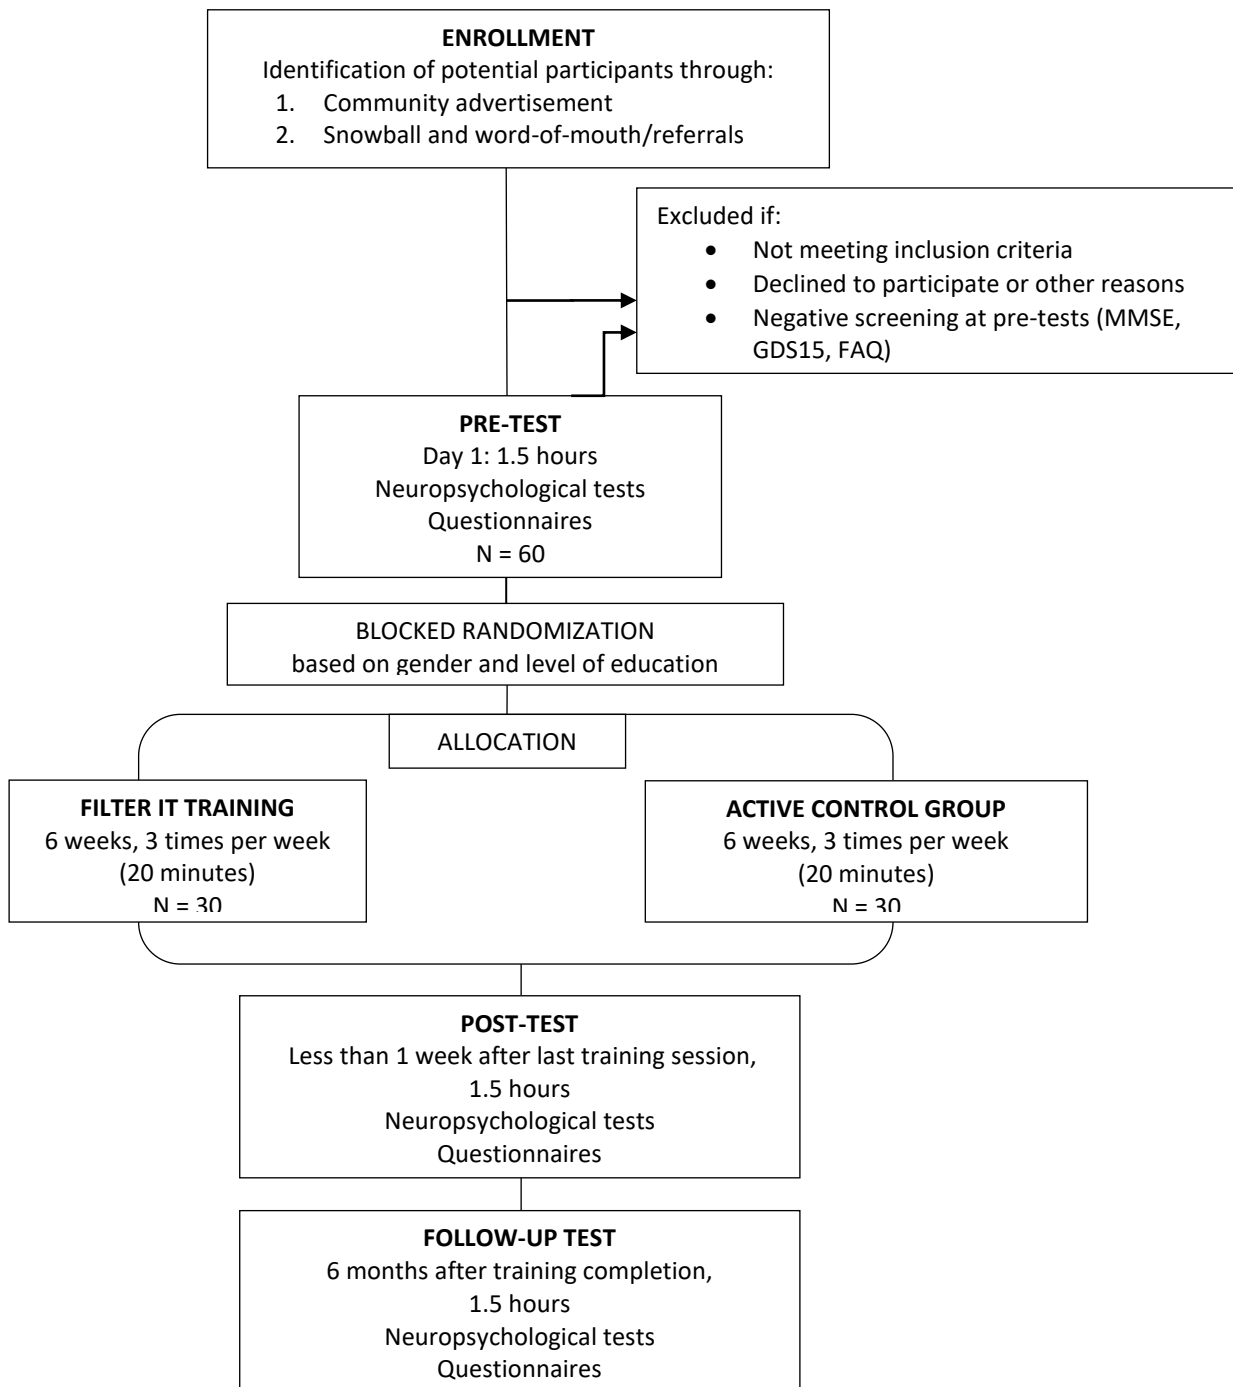 ENROLLMENT
Identification of potential participants through:
1. Community advertisement
2. Snowball and word-of-mouth/referrals
Excluded if:
• Not meeting inclusion criteria
• Declined to participate or other reasons
• Negative screening at pre-tests (MMSE,
GDS15, FAQ)
PRE-TEST
Day 1: 1.5 hours
Neuropsychological tests
Questionnaires
N = 60
BLOCKED RANDOMIZATION
based on gender and level of education
ALLOCATION
FILTER IT TRAINING
6 weeks, 3 times per week
(20 minutes)
N = 30
ACTIVE CONTROL GROUP
6 weeks, 3 times per week
(20 minutes)
N = 30
POST-TEST
Less than 1 week after last training session,
1.5 hours
Neuropsychological tests
Questionnaires
FOLLOW-UP TEST
6 months after training completion,
1.5 hours
Neuropsychological tests
Questionnaires